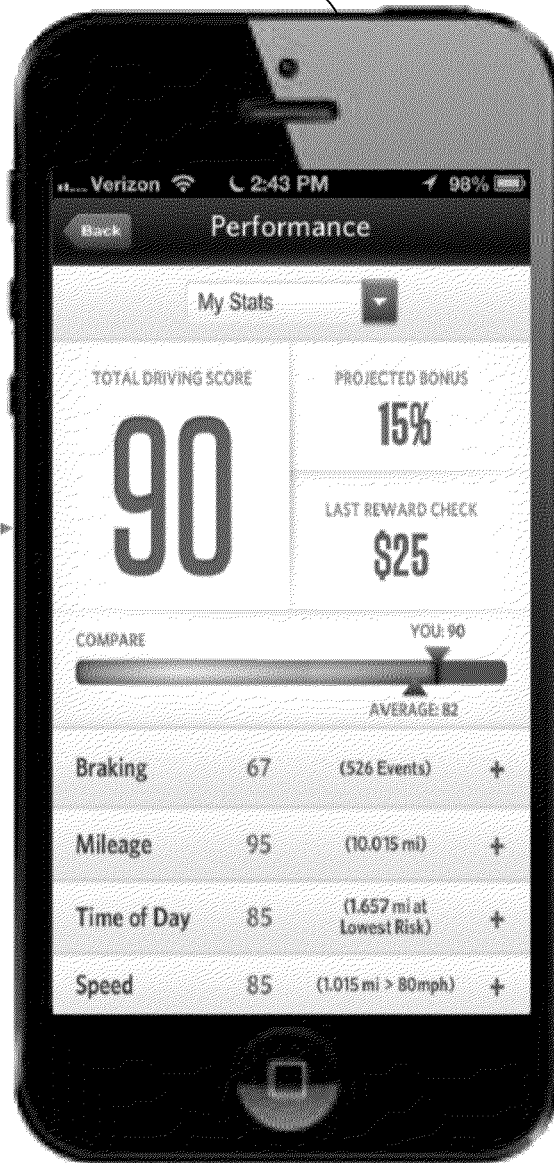 Verizon 2:43 PM 98%
Back Performance
My Stats
TOTAL DRIVING SCORE
90
PROJECTED BONUS
15%
LAST REWARD CHECK
$25
COMPARE
YOU: 90
AVERAGE: 82
Braking 67 (526 Events) +
Mileage 95 (10.015 mi) +
Time of Day 85 (1.657 mi at
Lowest Risk) +
Speed 85 (1.015 mi > 80mph) +